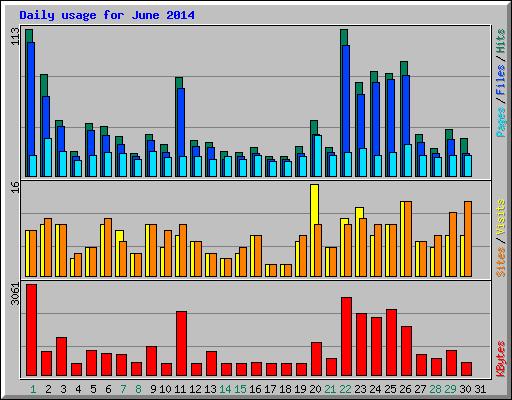 Daily usage for June 2014
113
Pages / Files / Hits
16
Sites / Visits
3061
KBytes
1 2 3 4 5 6 7 8 9 10 11 12 13 14 15 16 17 18 19 20 21 22 23 24 25 26 27 28 29 30 31